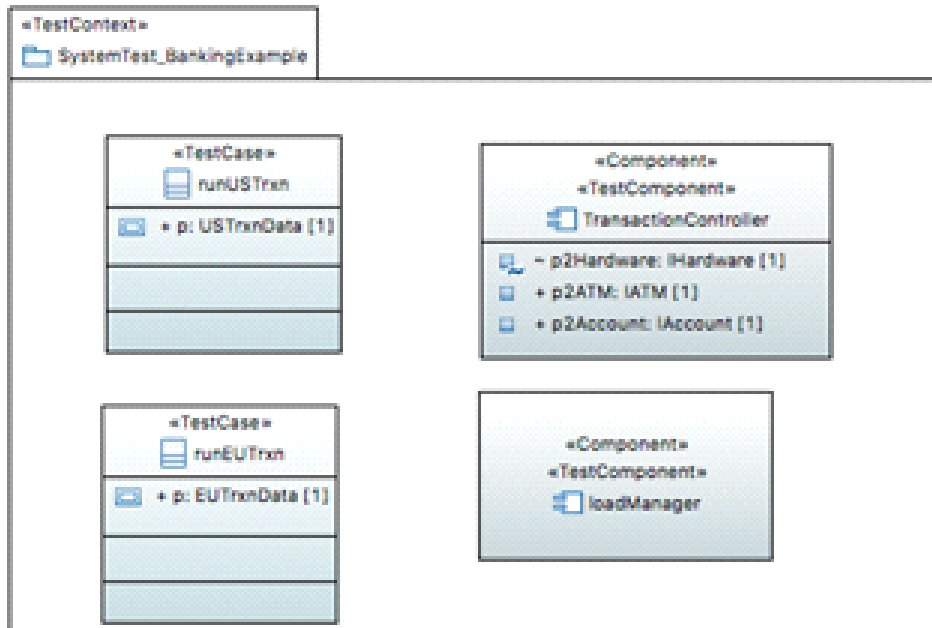 «TestContext»
SystemTest_BankingExample
«TestCase»
runUSTrxn
+ p: USTrxnData [1]
«Component»
«TestComponent»
TransactionController
~ p2Hardware: IHardware [1]
+ p2ATM: IATM [1]
+ p2Account: IAccount [1]
«TestCase»
runEUTrxn
+ p: EUTrxnData [1]
«Component»
«TestComponent»
loadManager